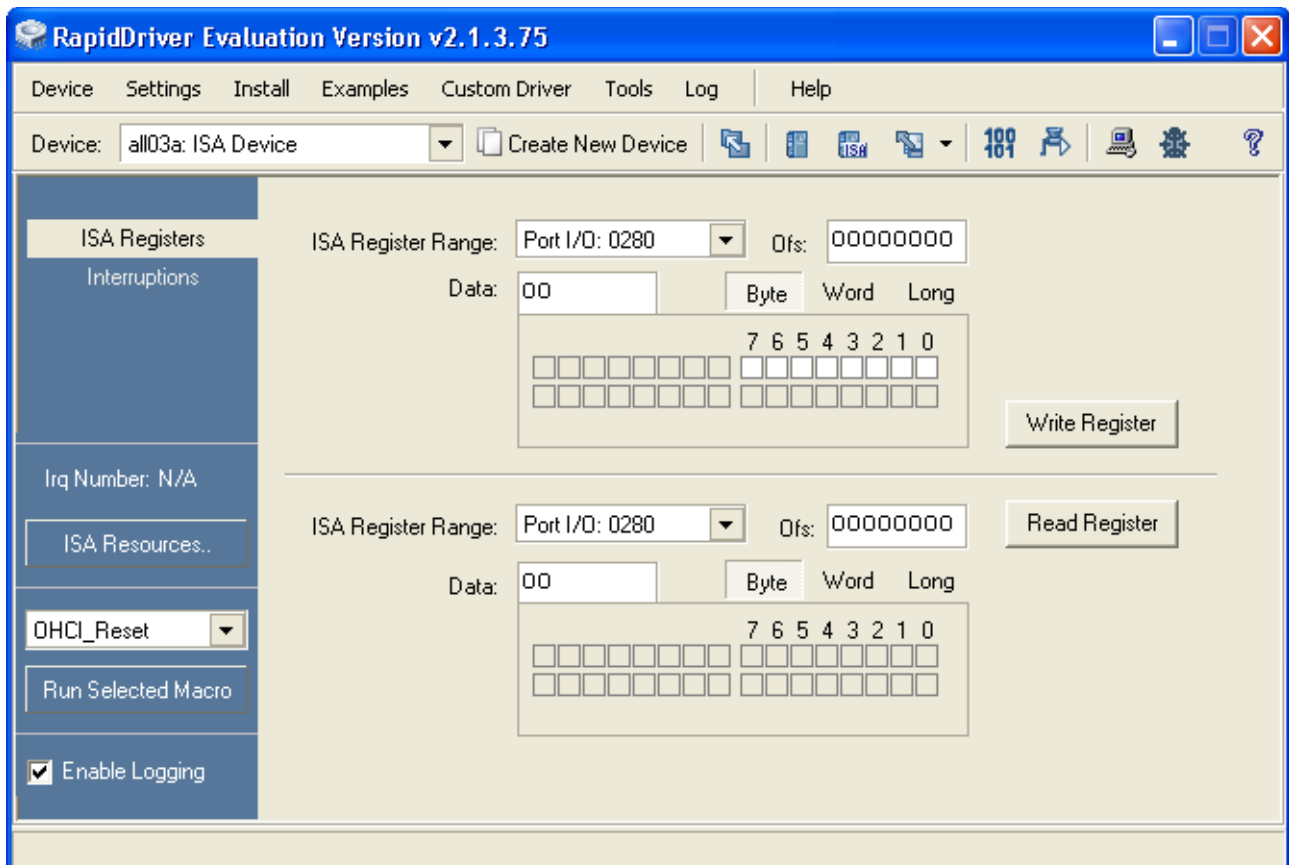 RapidDriver Evaluation Version v2.1.3.75
Device Settings Install Examples Custom Driver Tools Log Help
Device: all03a: ISA Device Create New Device ISA 100 101 ?
ISA Registers
Interruptions
ISA Register Range: Port I/O: 0280 Ofs: 00000000
Data: 00 Byte Word Long
7 6 5 4 3 2 1 0
Write Register
Irq Number: N/A
ISA Resources..
ISA Register Range: Port I/O: 0280 Ofs: 00000000 Read Register
Data: 00 Byte Word Long
7 6 5 4 3 2 1 0
OHCI_Reset
Run Selected Macro
Enable Logging